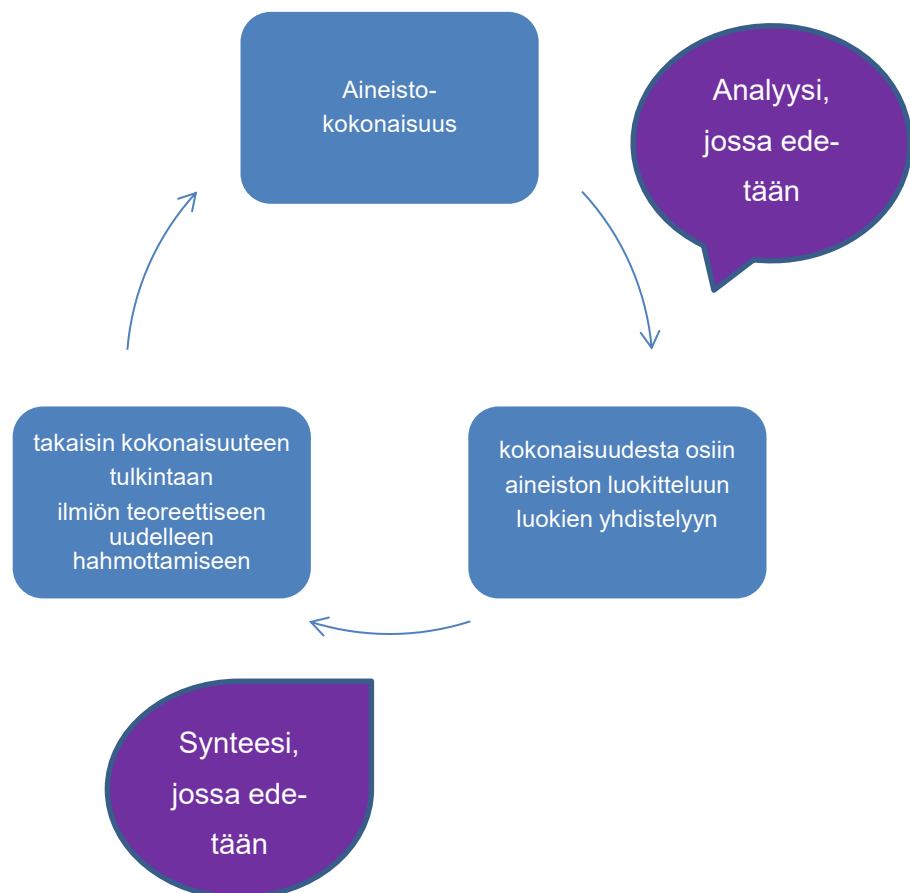 Aineisto-
kokonaisuus
Analyysi,
jossa ede-
tään
kokonaisuudesta osiin
aineiston luokitteluun
luokien yhdistelyyn
takaisin kokonaisuuteen
tulkintaan
ilmiön teoreettiseen
uudelleen
hahmottamiseen
Synteesi,
jossa ede-
tään